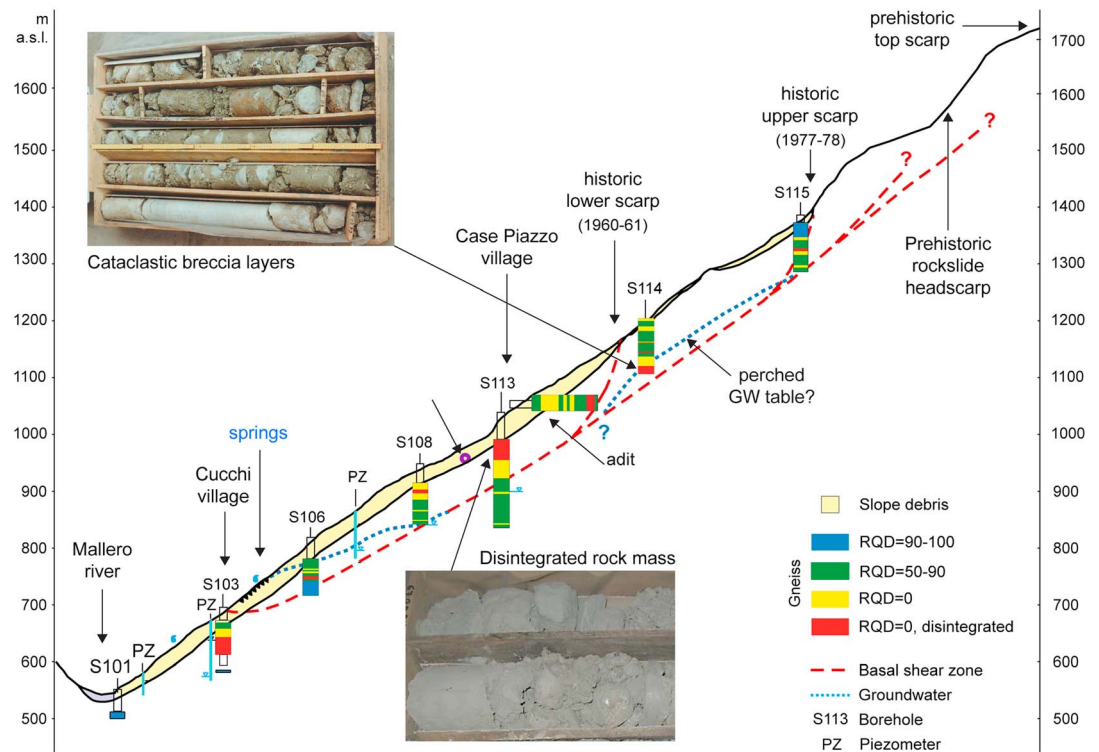 m
a.s.l.
1600
1500
1400
1300
1200
1100
1000
900
800
700
600
500
prehistoric
top scarp
1700
1600
1500
1400
1300
1200
1100
1000
900
800
700
600
500
historic
upper scarp
(1977-78)
?
?
S115
historic
lower scarp
(1960-61)
Prehistoric
rockslide
headscarp
Cataclastic breccia layers
Case Piazzo
village
S114
perched
GW table?
S113
?
adit
springs
Cucchi
village
PZ
S108
S106
Mallero
river
S103
PZ
S101
PZ
Disintegrated rock mass
Slope debris
Gneiss
RQD=90-100
RQD=50-90
RQD=0
RQD=0, disintegrated
Basal shear zone
Groundwater
S113
Borehole
PZ
Piezometer